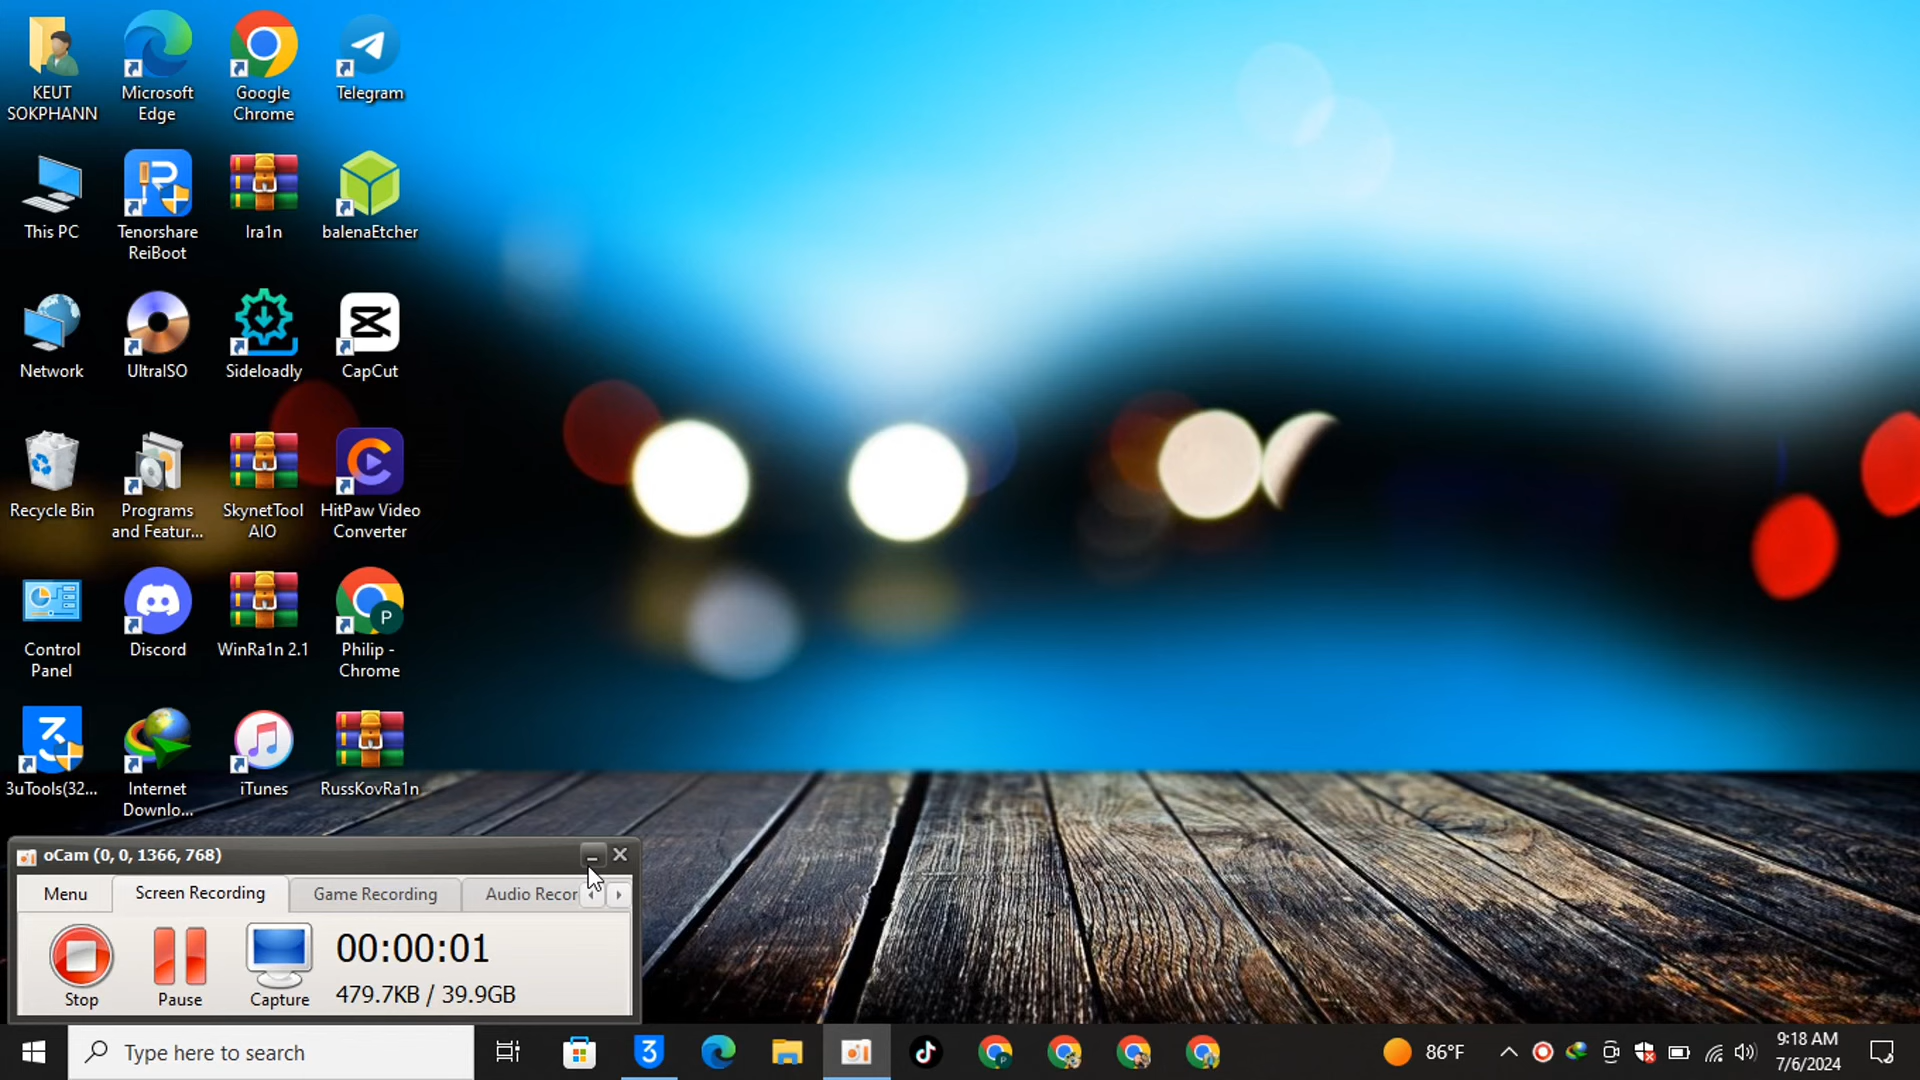 KEUT
SOKPHANN
Microsoft
Edge
Google
Chrome
Telegram
This PC
Tenorshare
ReiBoot
Ira1n
balenaEtcher
Network
UltraISO
Sideloadly
CapCut
Recycle Bin
Programs
and Featur...
SkynetTool
AIO
HitPaw Video
Converter
Control
Panel
Discord
WinRa1n 2.1
P
Philip -
Chrome
3uTools(32...
Internet
Downlo...
iTunes
RussKovRa1n
oCam (0, 0, 1366, 768)
Menu
Screen Recording
Game Recording
Audio Recor
Stop
Pause
Capture
00:00:01
479.7KB / 39.9GB
Type here to search
86°F
9:18 AM
7/6/2024